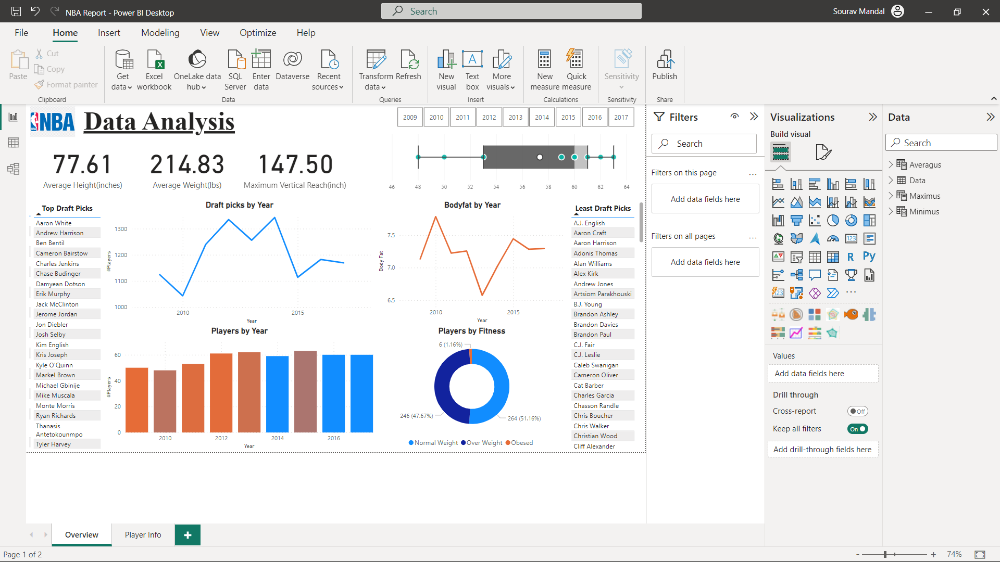 NBA Report - Power BI Desktop
Search
Sourav Mandal
File
Home
Insert
Modeling
View
Optimize
Help
Paste
Cut
Copy
Format painter
Clipboard
Get
data
Excel
workbook
OneLake data
hub
SQL
Server
Enter
data
Dataverse
Recent
sources
Data
Transform
data
Refresh
Queries
New
visual
Text
box
More
visuals
Insert
New
measure
Quick
measure
Calculations
Sensitivity
Sensitivity
Publish
Share
NBA
Data Analysis
2009
2010
2011
2012
2013
2014
2015
2016
2017
77.61
Average Height(inches)
214.83
Average Weight(lbs)
147.50
Maximum Vertical Reach(inch)
46
48
50
52
54
56
58
60
62
64
Top Draft Picks
Aaron White
Andrew Harrison
Ben Bentil
Cameron Bairstow
Charles Jenkins
Chase Budinger
Damyean Dotson
Erik Murphy
Jack McClinton
Jerome Jordan
Jon Diebler
Josh Selby
Kim English
Kris Joseph
Kyle O'Quinn
Markel Brown
Michael Gbinije
Mike Muscala
Monte Morris
Ryan Richards
Thanasis
Antetokounmpo
Tyler Harvey
Draft picks by Year
#Players
1300
1200
1100
1000
2010
2015
Year
Bodyfat by Year
Body Fat
7.5
7.0
6.5
2010
2015
Year
Players by Year
#Players
60
40
20
0
2010
2012
2014
2016
Year
Players by Fitness
6 (1.16%)
246 (47.67%)
264 (51.16%)
Normal Weight
Over Weight
Obesed
Least Draft Picks
A.J. English
Aaron Craft
Aaron Harrison
Adonis Thomas
Alan Williams
Alex Kirk
Andrew Jones
Artsiom Parakhouski
B.J. Young
Brandon Ashley
Brandon Davies
Brandon Paul
C.J. Fair
C.J. Leslie
Caleb Swanigan
Cameron Oliver
Cat Barber
Charles Garcia
Chasson Randle
Chris Boucher
Chris Walker
Christian Wood
Cliff Alexander
Filters
Search
Filters on this page
...
Add data fields here
Filters on all pages
...
Add data fields here
Visualizations
Build visual
123
R
Py
123
...
Values
Add data fields here
Drill through
Cross-report
Off
Keep all filters
On
Add drill-through fields here
Data
Search
Averagus
Data
Maximus
Minimus
Overview
Player Info
+
Page 1 of 2
-
+
74%